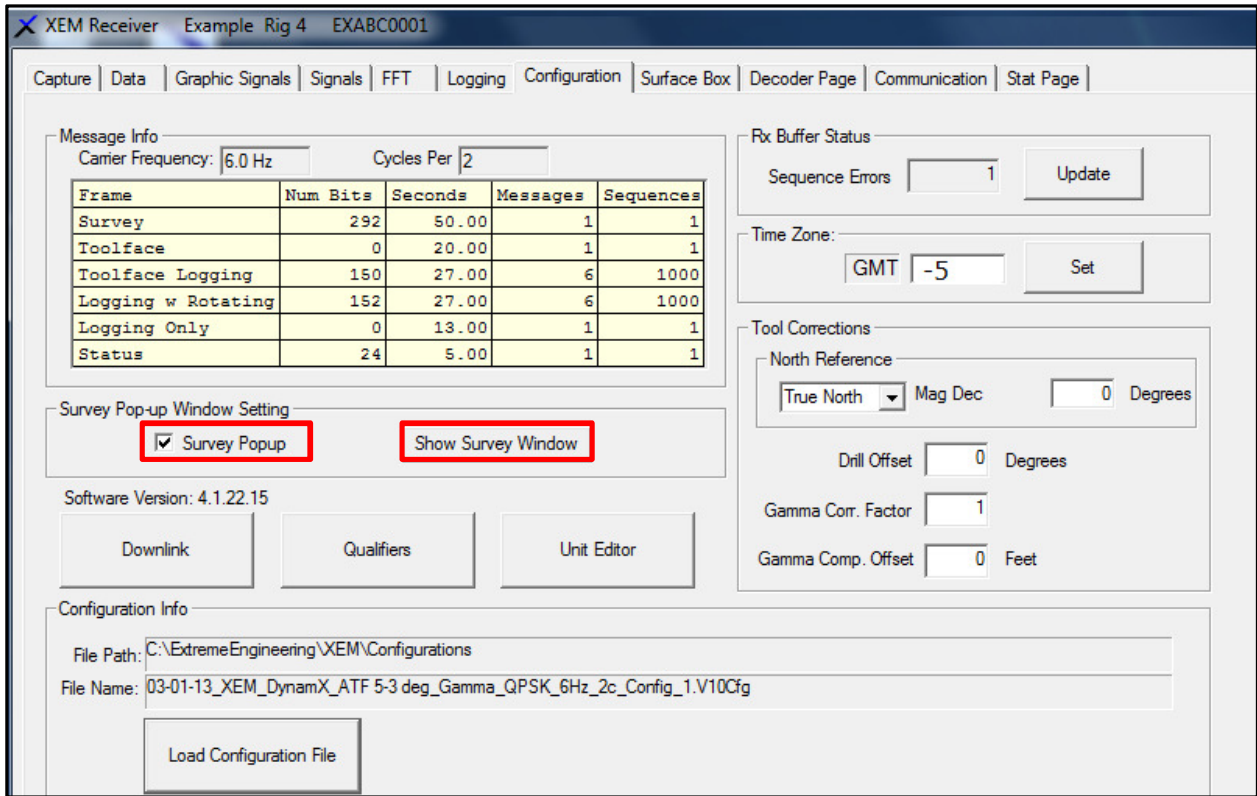 XEM Receiver Example Rig 4 EXABC0001
Capture Data Graphic Signals Signals FFT Logging Configuration Surface Box Decoder Page Communication Stat Page
Message Info
Carrier Frequency: 6.0 Hz Cycles Per 2
Frame Num Bits Seconds Messages Sequences
Survey 292 50.00 1 1
Toolface 0 20.00 1 1
Toolface Logging 150 27.00 6 1000
Logging w Rotating 152 27.00 6 1000
Logging Only 0 13.00 1 1
Status 24 5.00 1 1
Survey Pop-up Window Setting
Survey Popup Show Survey Window
Software Version: 4.1.22.15
Downlink Qualifiers Unit Editor
Rx Buffer Status
Sequence Errors 1 Update
Time Zone:
GMT -5 Set
Tool Corrections
North Reference
True North Mag Dec 0 Degrees
Drill Offset 0 Degrees
Gamma Corr. Factor 1
Gamma Comp. Offset 0 Feet
Configuration Info
File Path: C:\ExtremeEngineering\XEM\Configurations
File Name: 03-01-13_XEM_DynamX_ATF 5-3 deg_Gamma_QPSK_6Hz_2c_Config_1.V10Cfg
Load Configuration File